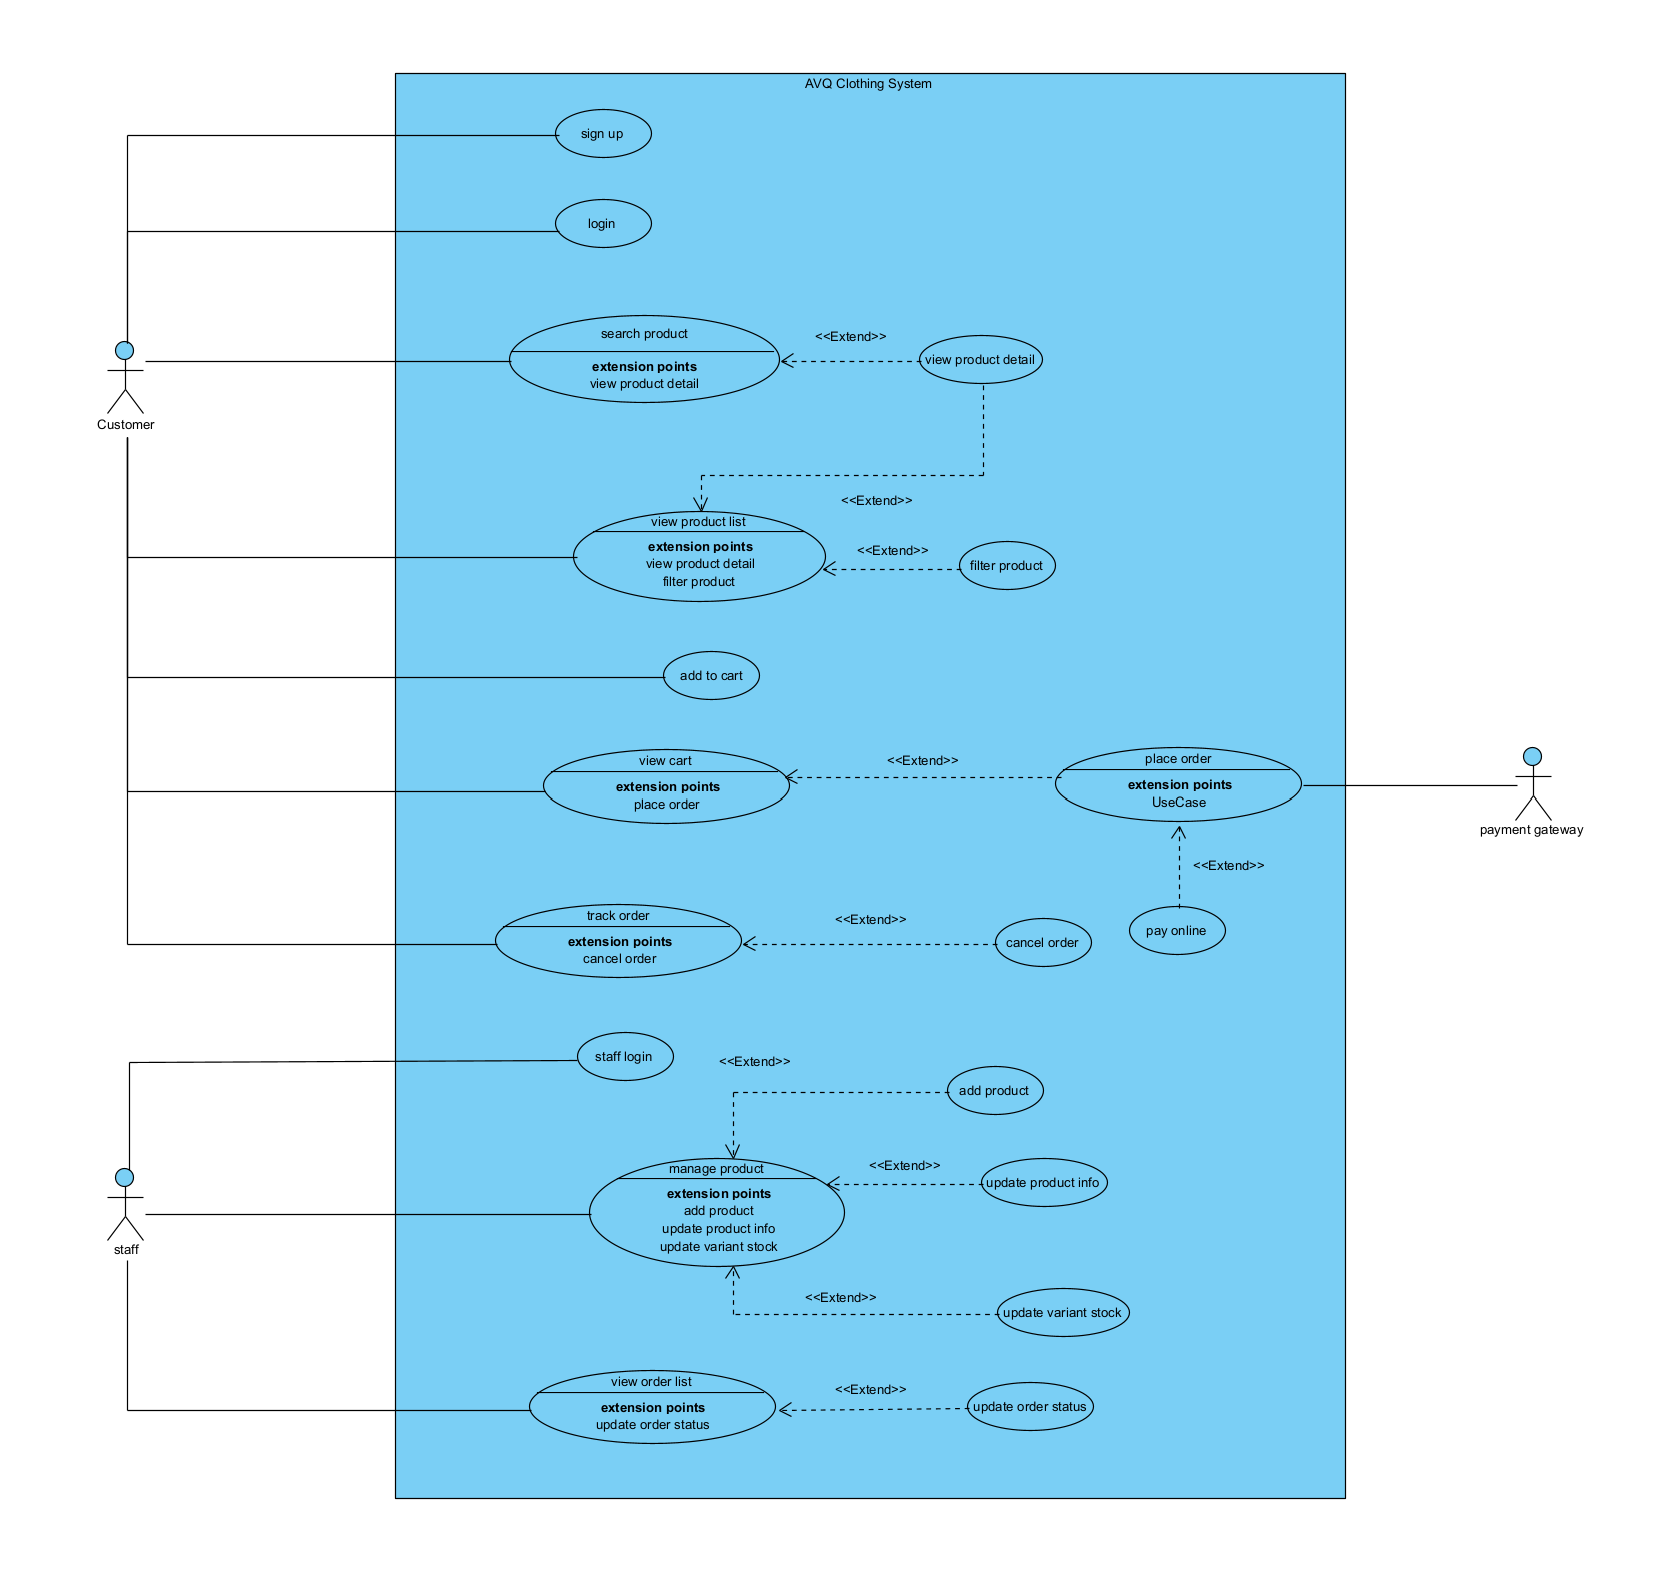 AVQ Clothing System
sign up
login
search product
extension points
view product detail
<<Extend>>
view product detail
Customer
<<Extend>>
view product list
extension points
view product detail
filter product
<<Extend>>
filter product
add to cart
view cart
extension points
place order
<<Extend>>
place order
extension points
UseCase
payment gateway
<<Extend>>
pay online
track order
extension points
cancel order
<<Extend>>
cancel order
staff login
<<Extend>>
add product
manage product
extension points
add product
update product info
update variant stock
<<Extend>>
update product info
staff
<<Extend>>
update variant stock
view order list
extension points
update order status
<<Extend>>
update order status